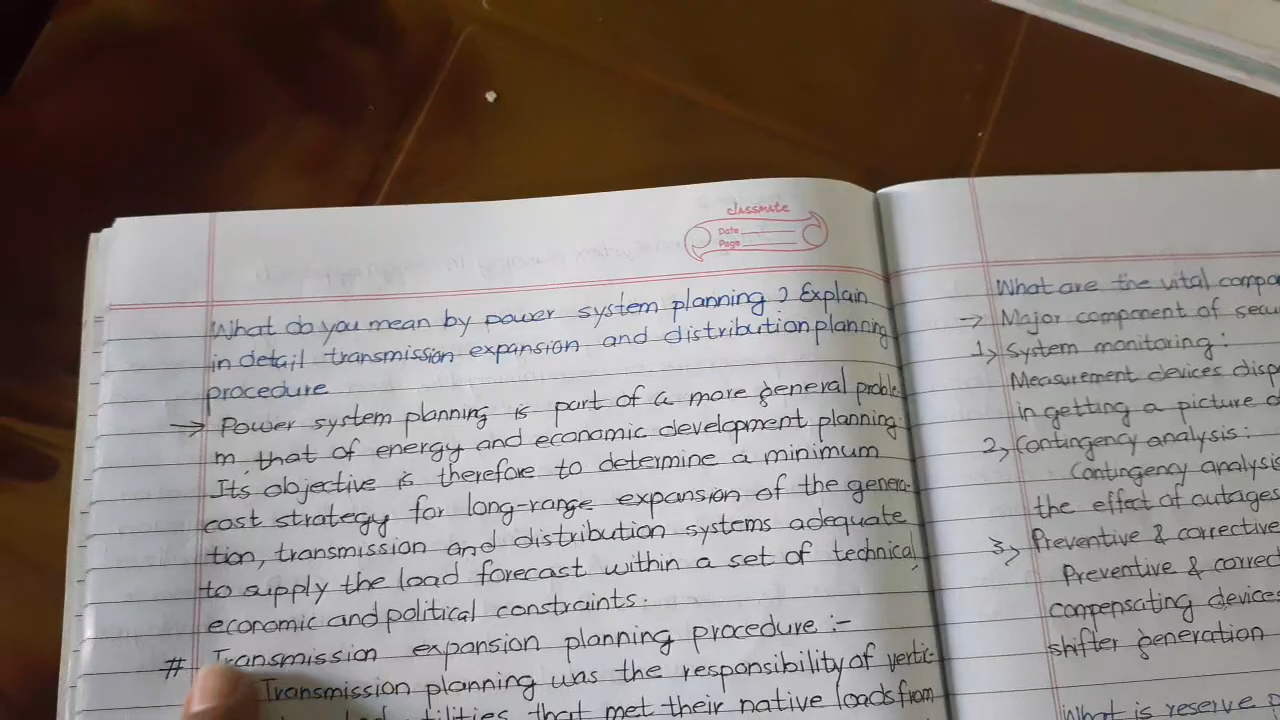 classmate
Date
Page
What do you mean by power system planning ? Explain
in detail transmission expansion and distribution planning
procedure
→ Power system planning is part of a more general proble
m, that of energy and economic development planning.
Its objective is therefore to determine a minimum
cost strategy for long-range expansion of the genera-
tion, transmission and distribution systems adequate
to supply the load forecast within a set of technical,
economic and political constraints.
# Transmission expansion planning procedure :-
Transmission planning was the responsibility of vertic-
utilities that met their native loads from
What are the vital compo
→ Major component of secu
1) System monitoring :
Measurement devices disp
in getting a picture o
2) Contingency analysis :
Contingency analysis
the effect of outages
3) Preventive & corrective
Preventive & correc
compensating devices
shifter generation
What is reserve